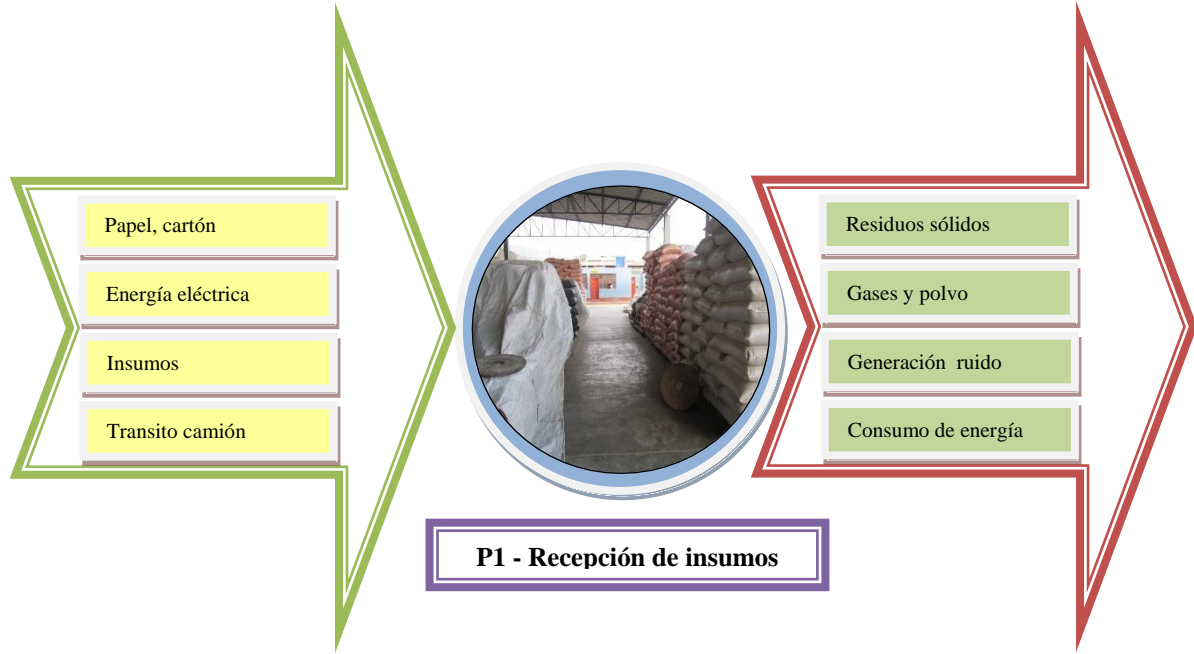 Papel, cartón
Energía eléctrica
Insumos
Transito camión
P1 - Recepción de insumos
Residuos sólidos
Gases y polvo
Generación  ruido
Consumo de energía